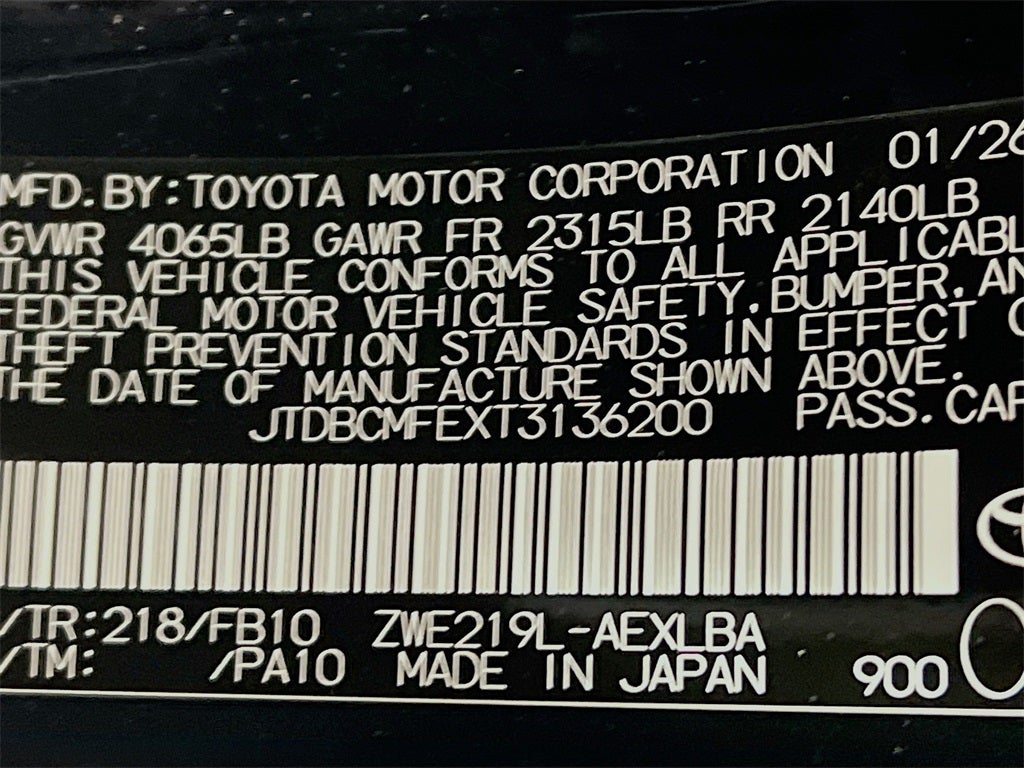 MFD. BY: TOYOTA MOTOR CORPORATION 01/26
GVWR 4065LB GAWR FR 2315LB RR 2140LB
THIS VEHICLE CONFORMS TO ALL APPLICABL
FEDERAL MOTOR VEHICLE SAFETY, BUMPER, AN
THEFT PREVENTION STANDARDS IN EFFECT O
THE DATE OF MANUFACTURE SHOWN ABOVE.
JTDBCMFEXT3136200 PASS. CAR
/TR:218/FB10 ZWE219L-AEXLBA
/TM: /PA10 MADE IN JAPAN 900